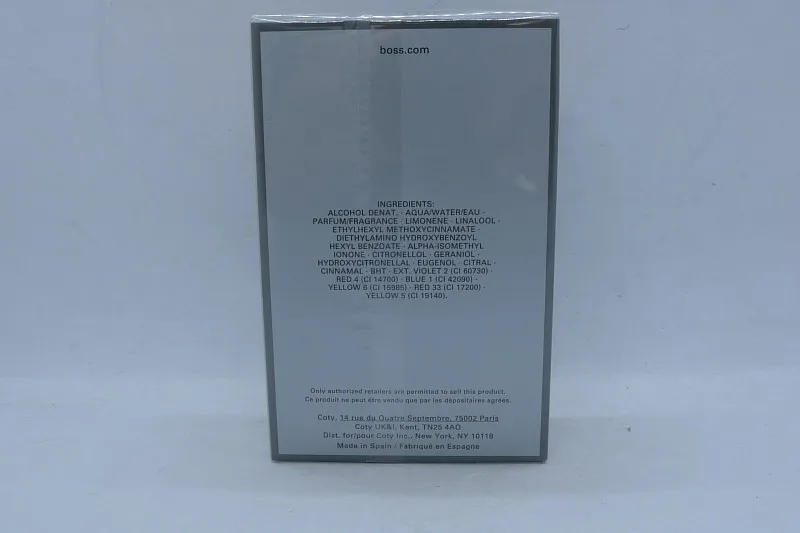 boss.com
INGREDIENTS:
ALCOHOL DENAT. · AQUA/WATER/EAU ·
PARFUM/FRAGRANCE · LIMONENE · LINALOOL ·
ETHYLHEXYL METHOXYCINNAMATE ·
DIETHYLAMINO HYDROXYBENZOYL
HEXYL BENZOATE · ALPHA-ISOMETHYL
IONONE · CITRONELLOL · GERANIOL ·
HYDROXYCITRONELLAL · EUGENOL · CITRAL ·
CINNAMAL · BHT · EXT. VIOLET 2 (CI 60730) ·
RED 4 (CI 14700) · BLUE 1 (CI 42090) ·
YELLOW 6 (CI 15985) · RED 33 (CI 17200) ·
YELLOW 5 (CI 19140).
Only authorized retailers are permitted to sell this product.
Ce produit ne peut être vendu que par les dépositaires agréés.
Coty, 14 rue du Quatre Septembre, 75002 Paris
Coty UK&I, Kent, TN25 4AQ
Dist. for/pour Coty Inc., New York, NY 10118
Made in Spain / Fabriqué en Espagne